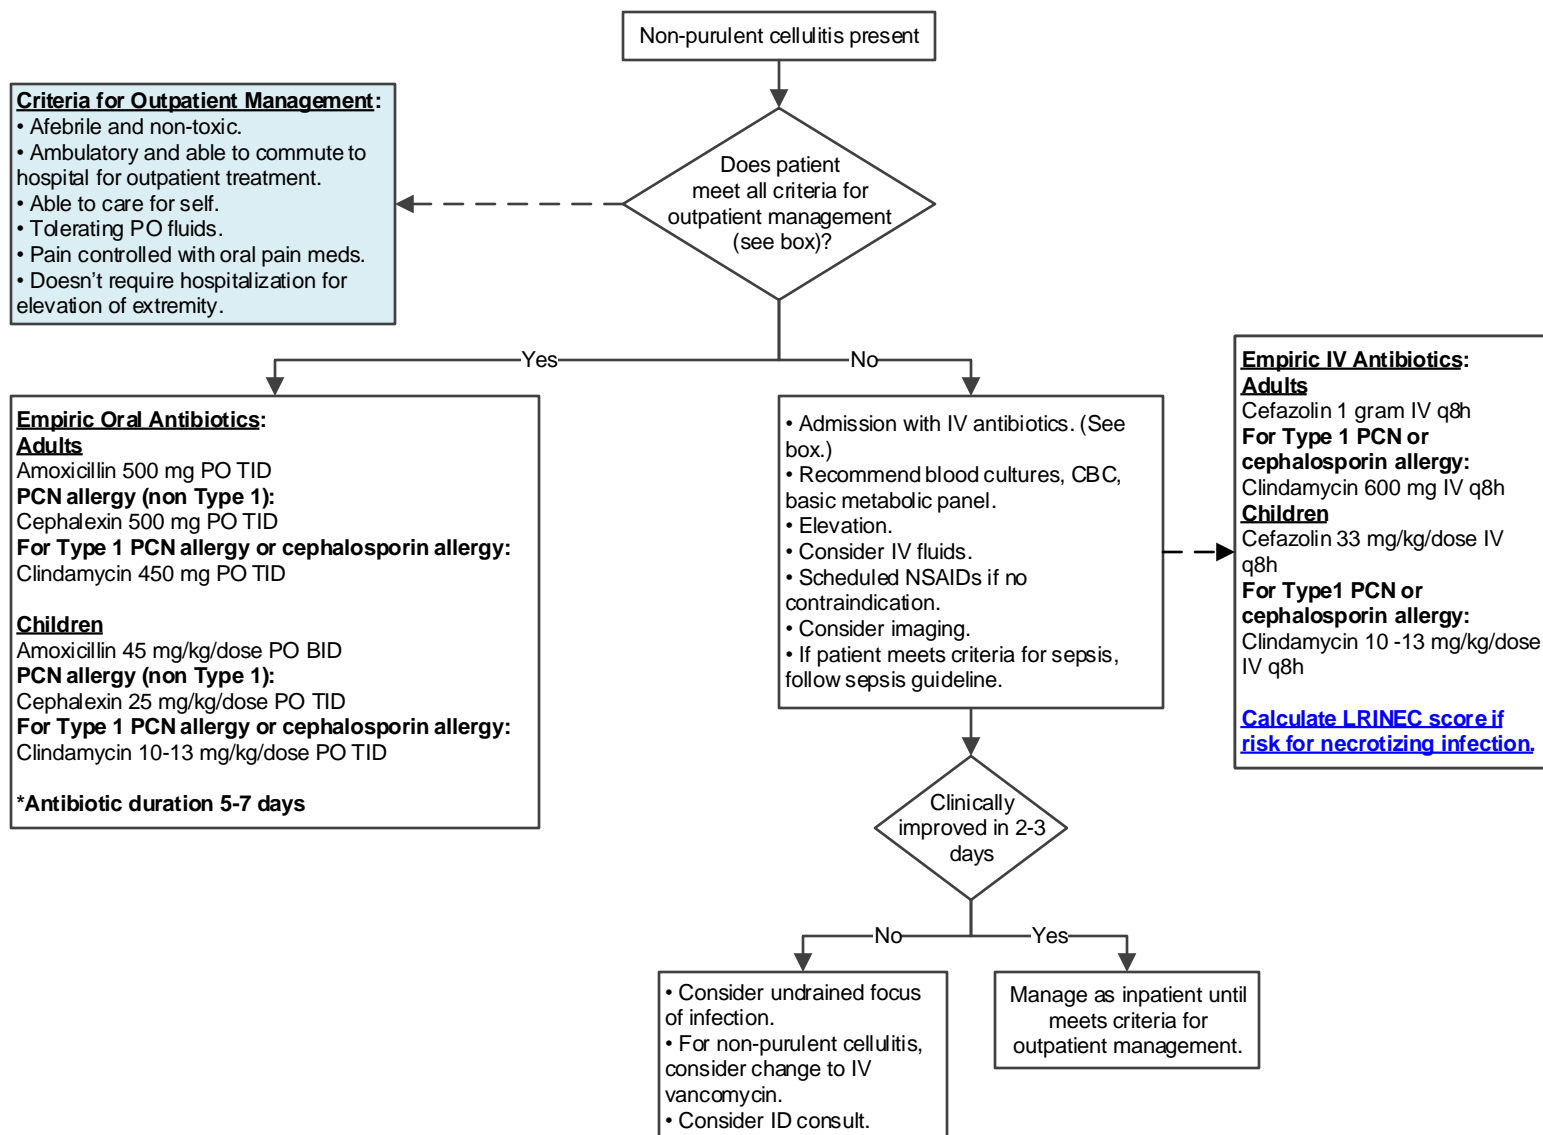 Non-purulent cellulitis present
Criteria for Outpatient Management:
• Afebrile and non-toxic.
• Ambulatory and able to commute to
hospital for outpatient treatment.
• Able to care for self.
• Tolerating PO fluids.
• Pain controlled with oral pain meds.
• Doesn't require hospitalization for
elevation of extremity.
Does patient
meet all criteria for
outpatient management
(see box)?
Yes
No
Empiric Oral Antibiotics:
Adults
Amoxicillin 500 mg PO TID
PCN allergy (non Type 1):
Cephalexin 500 mg PO TID
For Type 1 PCN allergy or cephalosporin allergy:
Clindamycin 450 mg PO TID
Children
Amoxicillin 45 mg/kg/dose PO BID
PCN allergy (non Type 1):
Cephalexin 25 mg/kg/dose PO TID
For Type 1 PCN allergy or cephalosporin allergy:
Clindamycin 10-13 mg/kg/dose PO TID
*Antibiotic duration 5-7 days
• Admission with IV antibiotics. (See
box.)
• Recommend blood cultures, CBC,
basic metabolic panel.
• Elevation.
• Consider IV fluids.
• Scheduled NSAIDs if no
contraindication.
• Consider imaging.
• If patient meets criteria for sepsis,
follow sepsis guideline.
Empiric IV Antibiotics:
Adults
Cefazolin 1 gram IV q8h
For Type 1 PCN or
cephalosporin allergy:
Clindamycin 600 mg IV q8h
Children
Cefazolin 33 mg/kg/dose IV
q8h
For Type1 PCN or
cephalosporin allergy:
Clindamycin 10 -13 mg/kg/dose
IV q8h
Calculate LRINEC score if
risk for necrotizing infection.
Clinically
improved in 2-3
days
No
Yes
• Consider undrained focus
of infection.
• For non-purulent cellulitis,
consider change to IV
vancomycin.
• Consider ID consult.
Manage as inpatient until
meets criteria for
outpatient management.